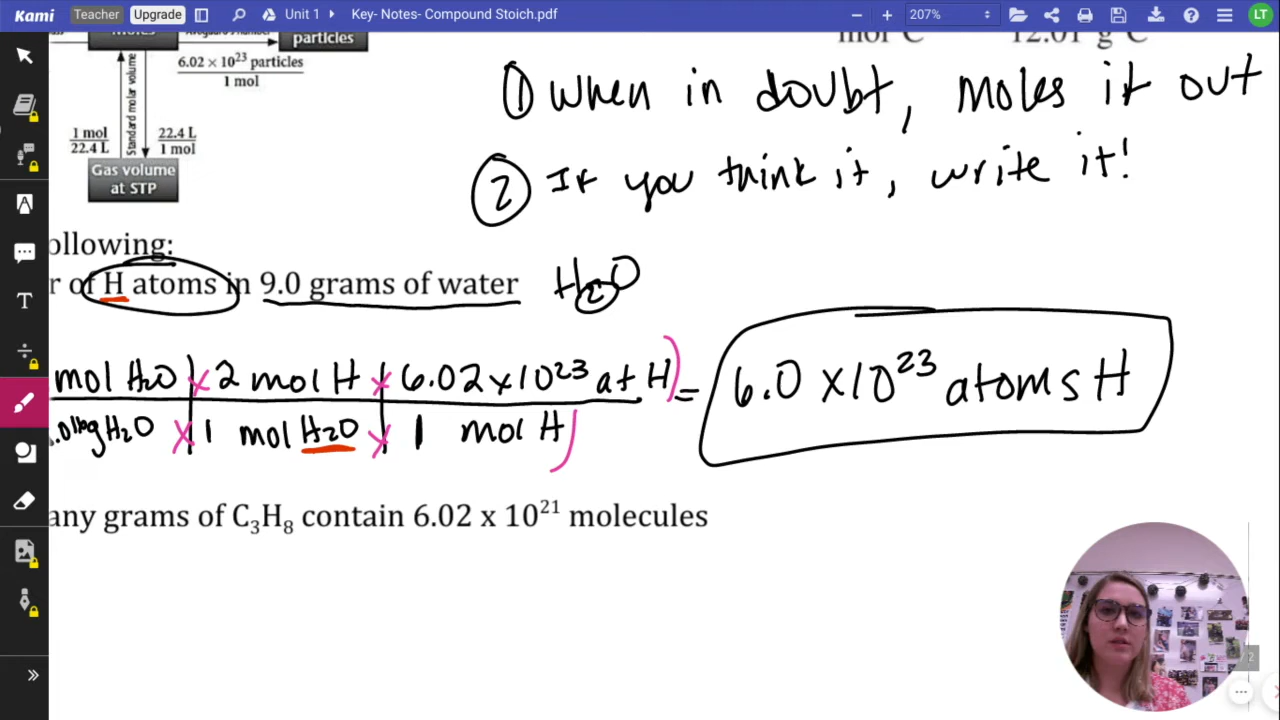 Kami Teacher Upgrade Unit 1 Key- Notes- Compound Stoich.pdf 207% LT
particles
6.02 × 10²³ particles
1 mol
mol C 12.01 g C
① When in doubt, moles it out
Standard molar volume
1 mol 22.4 L
22.4 L 1 mol
Gas volume
at STP
② If you think it, write it!
ollowing:
r of H atoms in 9.0 grams of water H₂O
mol H₂O × 2 mol H × 6.02 × 10²³ at H) = 6.0 × 10²³ atoms H
g H₂O × 1 mol H₂O × 1 mol H)
any grams of C₃H₈ contain 6.02 x 10²¹ molecules